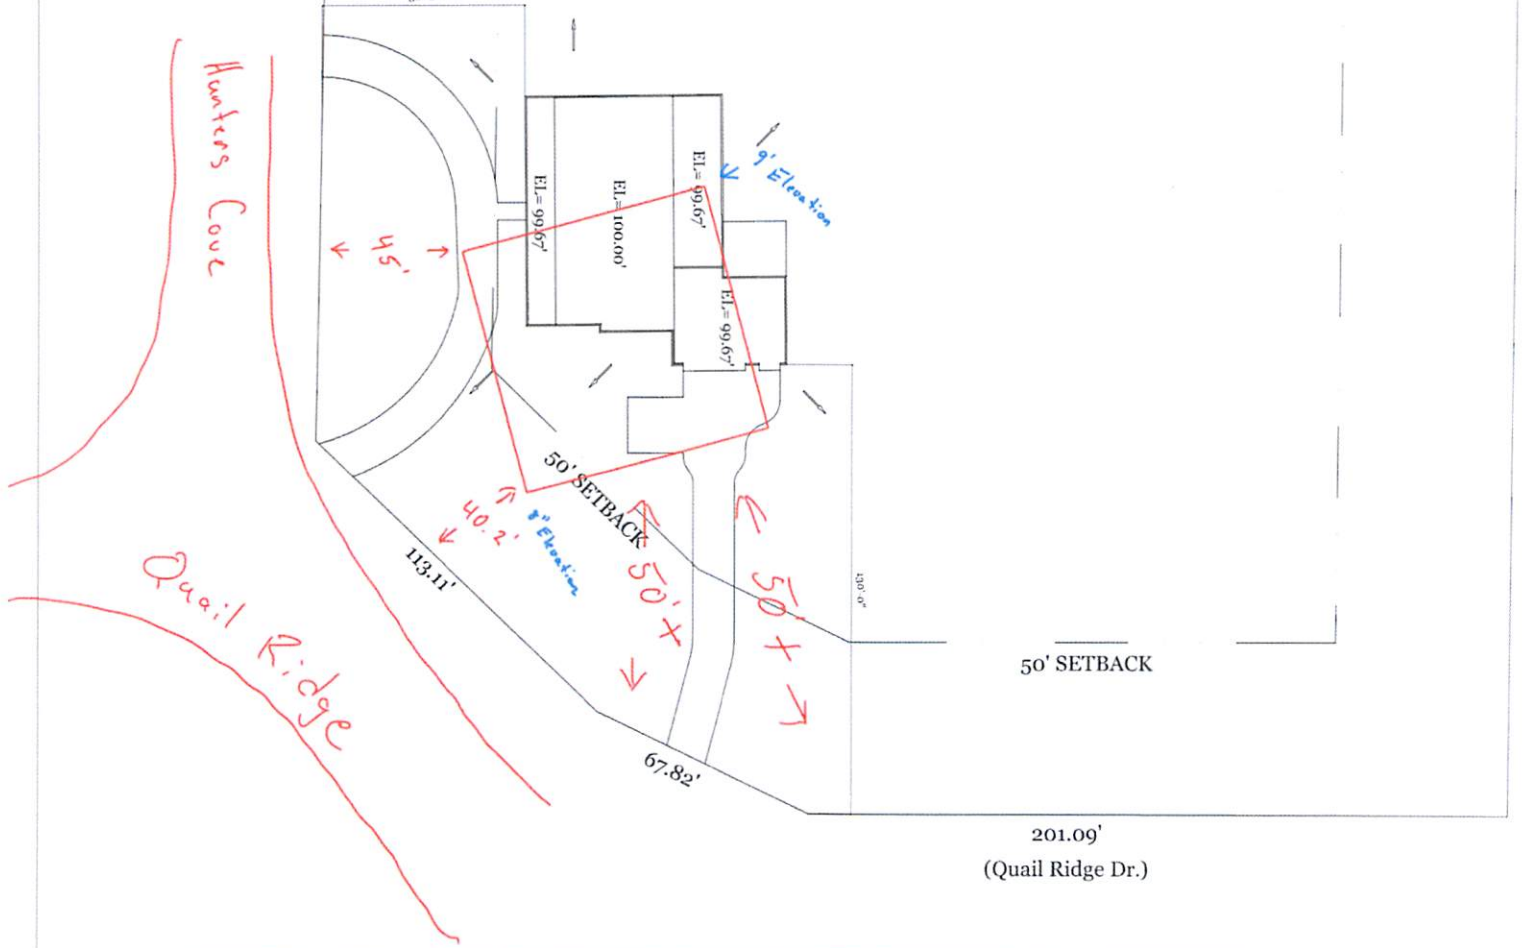 Hunters Cove
45'
EL= 99.67'
EL=100.00'
EL= 99.67'
EL= 99.67'
9' Elevation
50' SETBACK
40.2'
8" Elevation
113.11'
50' X
50' X
130'-0"
Quail Ridge
50' SETBACK
67.82'
201.09'
(Quail Ridge Dr.)